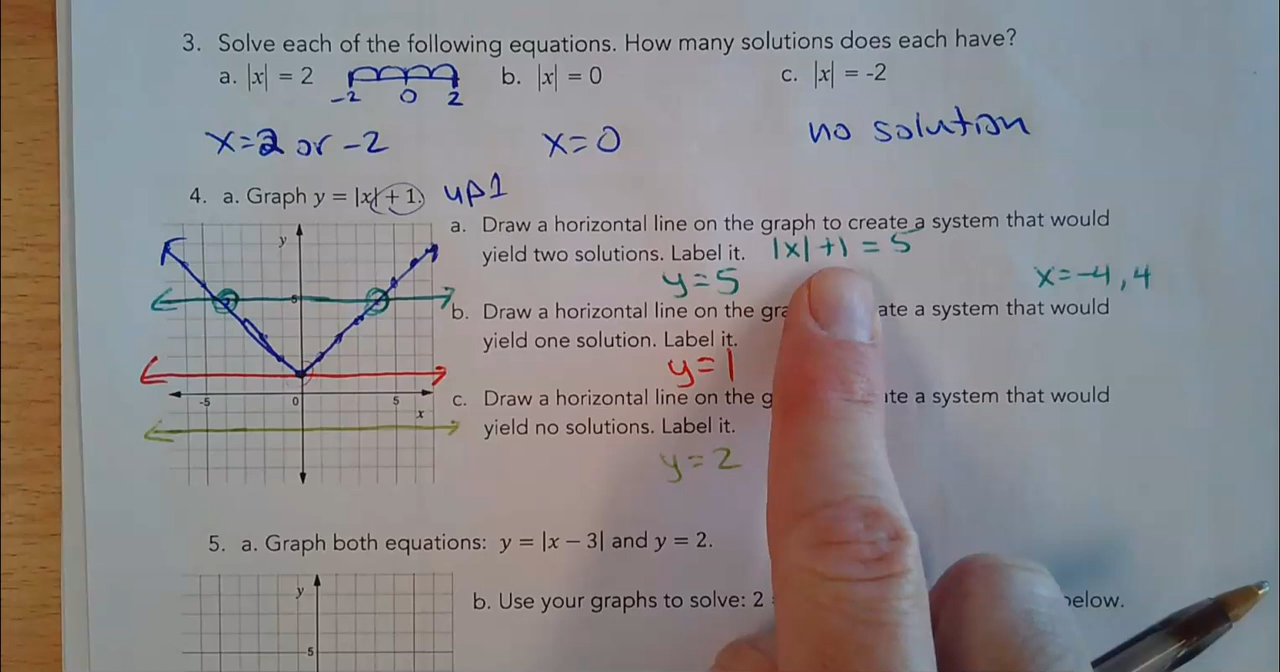 3. Solve each of the following equations. How many solutions does each have?
a. |x| = 2 b. |x| = 0 c. |x| = -2
-2 0 2
x=2 or -2 x=0 no solution
4. a. Graph y = |x| + 1. up 1
a. Draw a horizontal line on the graph to create a system that would
yield two solutions. Label it. |x| + 1 = 5
y=5 x=-4, 4
b. Draw a horizontal line on the ate a system that would
yield one solution. Label it.
y=1
c. Draw a horizontal line on the a system that would
yield no solutions. Label it.
y=2
y
5
-5 0 5
x
5. a. Graph both equations: y = |x − 3| and y = 2.
b. Use your graphs to solve: 2 below.
y
5